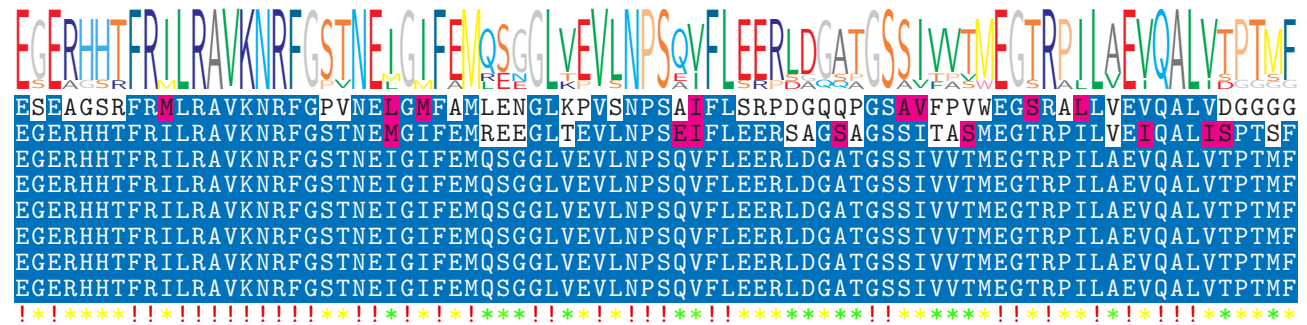 EGERHHTFRILRAVKNRFGSTNEIGIFEMQSGGLVEVLNPSQVFLEERLDGATGSSIVVTMEGTRPILAEVQALVTPTMF
ESEAGSRFRMLRAVKNRFGPVNELGMFAMLENGLKPVSNPSAIFLSRPDGQQPGSAVFPVWEGSRALLVEVQALVDGGGG
EGERHHTFRILRAVKNRFGSTNEMGIFEMREEGLTEVLNPSEIFLEERSAGSAGSSITASMEGTRPILVEIQALISPTSF
EGERHHTFRILRAVKNRFGSTNEIGIFEMQSGGLVEVLNPSQVFLEERLDGATGSSIVVTMEGTRPILAEVQALVTPTMF
EGERHHTFRILRAVKNRFGSTNEIGIFEMQSGGLVEVLNPSQVFLEERLDGATGSSIVVTMEGTRPILAEVQALVTPTMF
EGERHHTFRILRAVKNRFGSTNEIGIFEMQSGGLVEVLNPSQVFLEERLDGATGSSIVVTMEGTRPILAEVQALVTPTMF
EGERHHTFRILRAVKNRFGSTNEIGIFEMQSGGLVEVLNPSQVFLEERLDGATGSSIVVTMEGTRPILAEVQALVTPTMF
EGERHHTFRILRAVKNRFGSTNEIGIFEMQSGGLVEVLNPSQVFLEERLDGATGSSIVVTMEGTRPILAEVQALVTPTMF
EGERHHTFRILRAVKNRFGSTNEIGIFEMQSGGLVEVLNPSQVFLEERLDGATGSSIVVTMEGTRPILAEVQALVTPTMF
!*!****!!*!!!!!!!!!**!!*!*!*!***!!**!*!!!**!!********!!******!!*!**!*!*!!!******